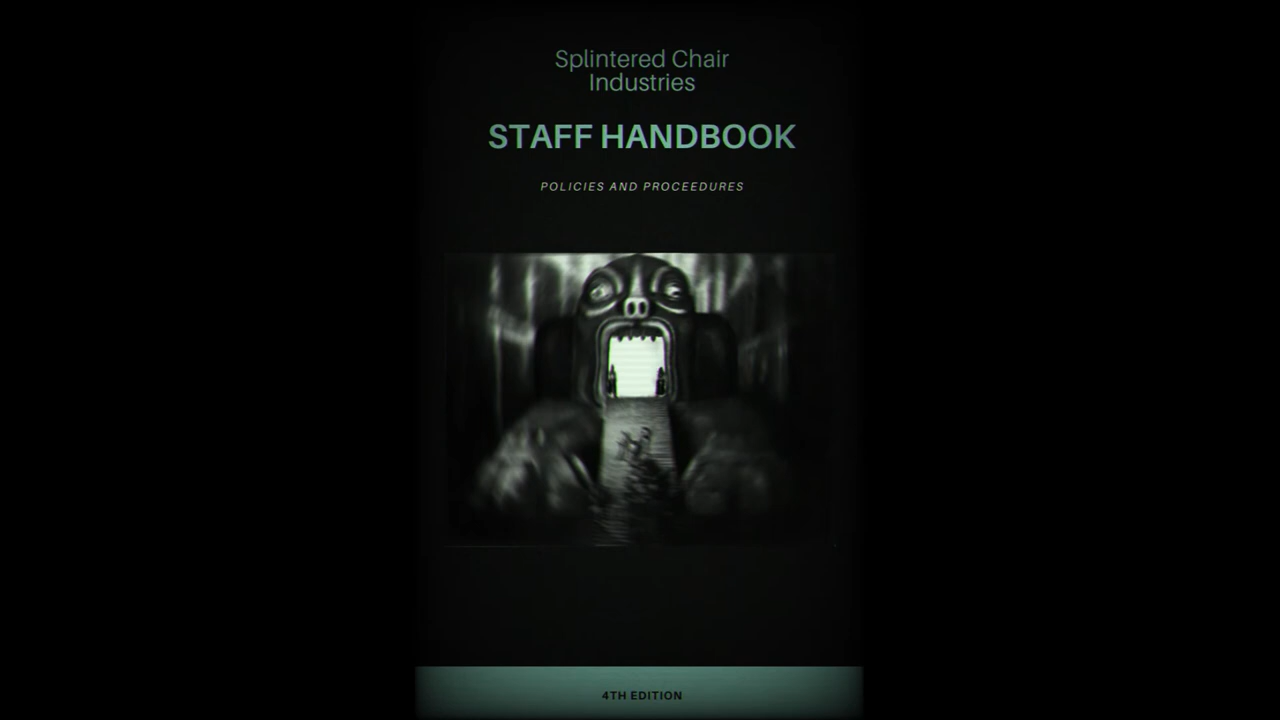 Splintered Chair
Industries
STAFF HANDBOOK
POLICIES AND PROCEEDURES
4TH EDITION